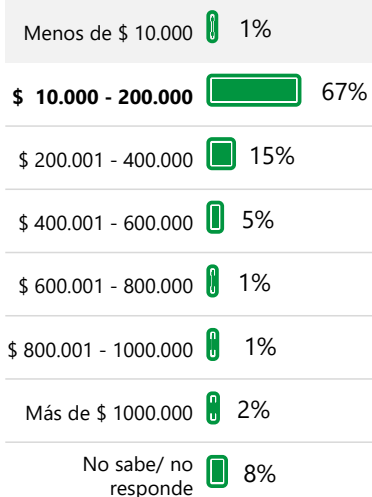 Menos de $ 10.000 1%
$ 10.000 - 200.000 67%
$ 200.001 - 400.000 15%
$ 400.001 - 600.000 5%
$ 600.001 - 800.000 1%
$ 800.001 - 1000.000 1%
Más de $ 1000.000 2%
No sabe/ no
responde 8%